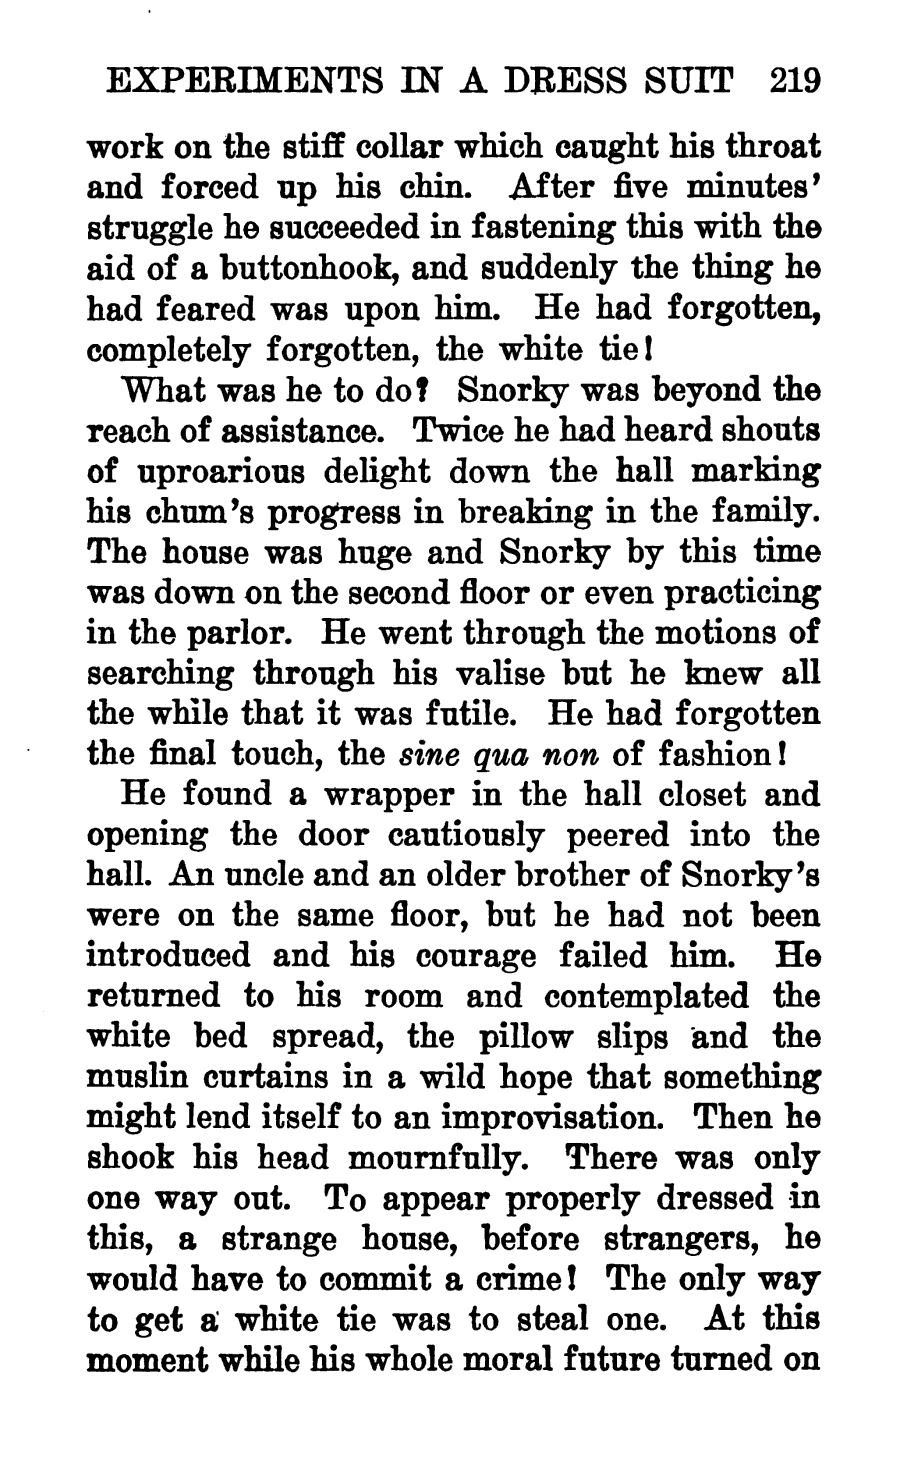 EXPERIMENTS IN A DRESS SUIT 219
work on the stiff collar which caught his throat
and forced up his chin. After five minutes'
struggle he succeeded in fastening this with the
aid of a buttonhook, and suddenly the thing he
had feared was upon him. He had forgotten,
completely forgotten, the white tie!
What was he to do? Snorky was beyond the
reach of assistance. Twice he had heard shouts
of uproarious delight down the hall marking
his chum's progress in breaking in the family.
The house was huge and Snorky by this time
was down on the second floor or even practicing
in the parlor. He went through the motions of
searching through his valise but he knew all
the while that it was futile. He had forgotten
the final touch, the sine qua non of fashion!
He found a wrapper in the hall closet and
opening the door cautiously peered into the
hall. An uncle and an older brother of Snorky's
were on the same floor, but he had not been
introduced and his courage failed him. He
returned to his room and contemplated the
white bed spread, the pillow slips and the
muslin curtains in a wild hope that something
might lend itself to an improvisation. Then he
shook his head mournfully. There was only
one way out. To appear properly dressed in
this, a strange house, before strangers, he
would have to commit a crime! The only way
to get a white tie was to steal one. At this
moment while his whole moral future turned on